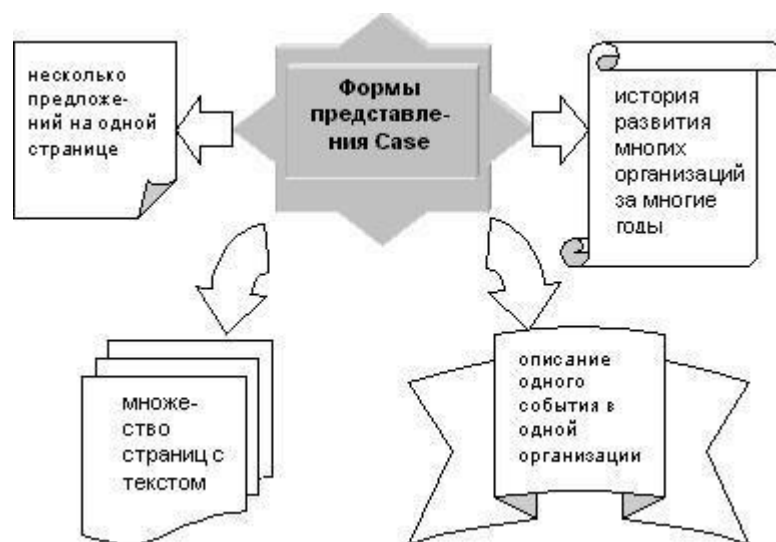 Формы
представле-
ния Case
несколько
предложе-
ний на одной
странице
история
развития
многих
организаций
за многие
годы
множе-
ство
страниц с
текстом
описание
одного
события в
одной
организации